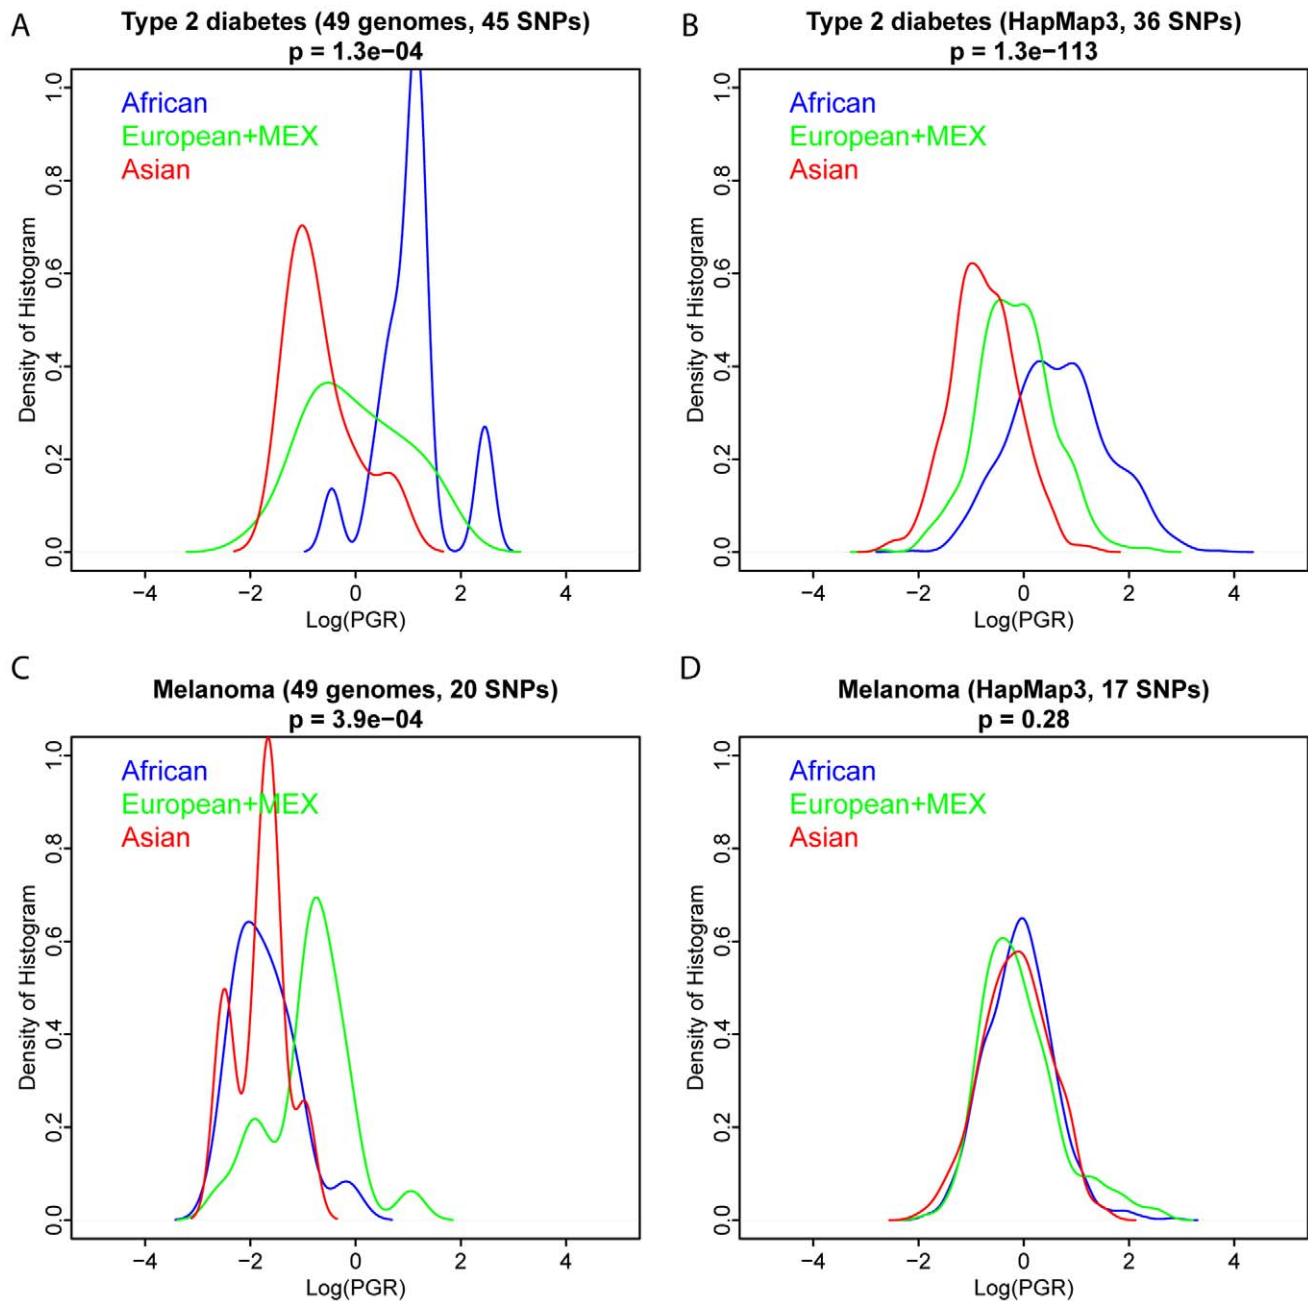 A
Type 2 diabetes (49 genomes, 45 SNPs)
p = 1.3e−04
African
European+MEX
Asian
Density of Histogram
0.0
0.2
0.4
0.6
0.8
1.0
−4
−2
0
2
4
Log(PGR)
B
Type 2 diabetes (HapMap3, 36 SNPs)
p = 1.3e−113
African
European+MEX
Asian
Density of Histogram
0.0
0.2
0.4
0.6
0.8
1.0
−4
−2
0
2
4
Log(PGR)
C
Melanoma (49 genomes, 20 SNPs)
p = 3.9e−04
African
European+MEX
Asian
Density of Histogram
0.0
0.2
0.4
0.6
0.8
1.0
−4
−2
0
2
4
Log(PGR)
D
Melanoma (HapMap3, 17 SNPs)
p = 0.28
African
European+MEX
Asian
Density of Histogram
0.0
0.2
0.4
0.6
0.8
1.0
−4
−2
0
2
4
Log(PGR)